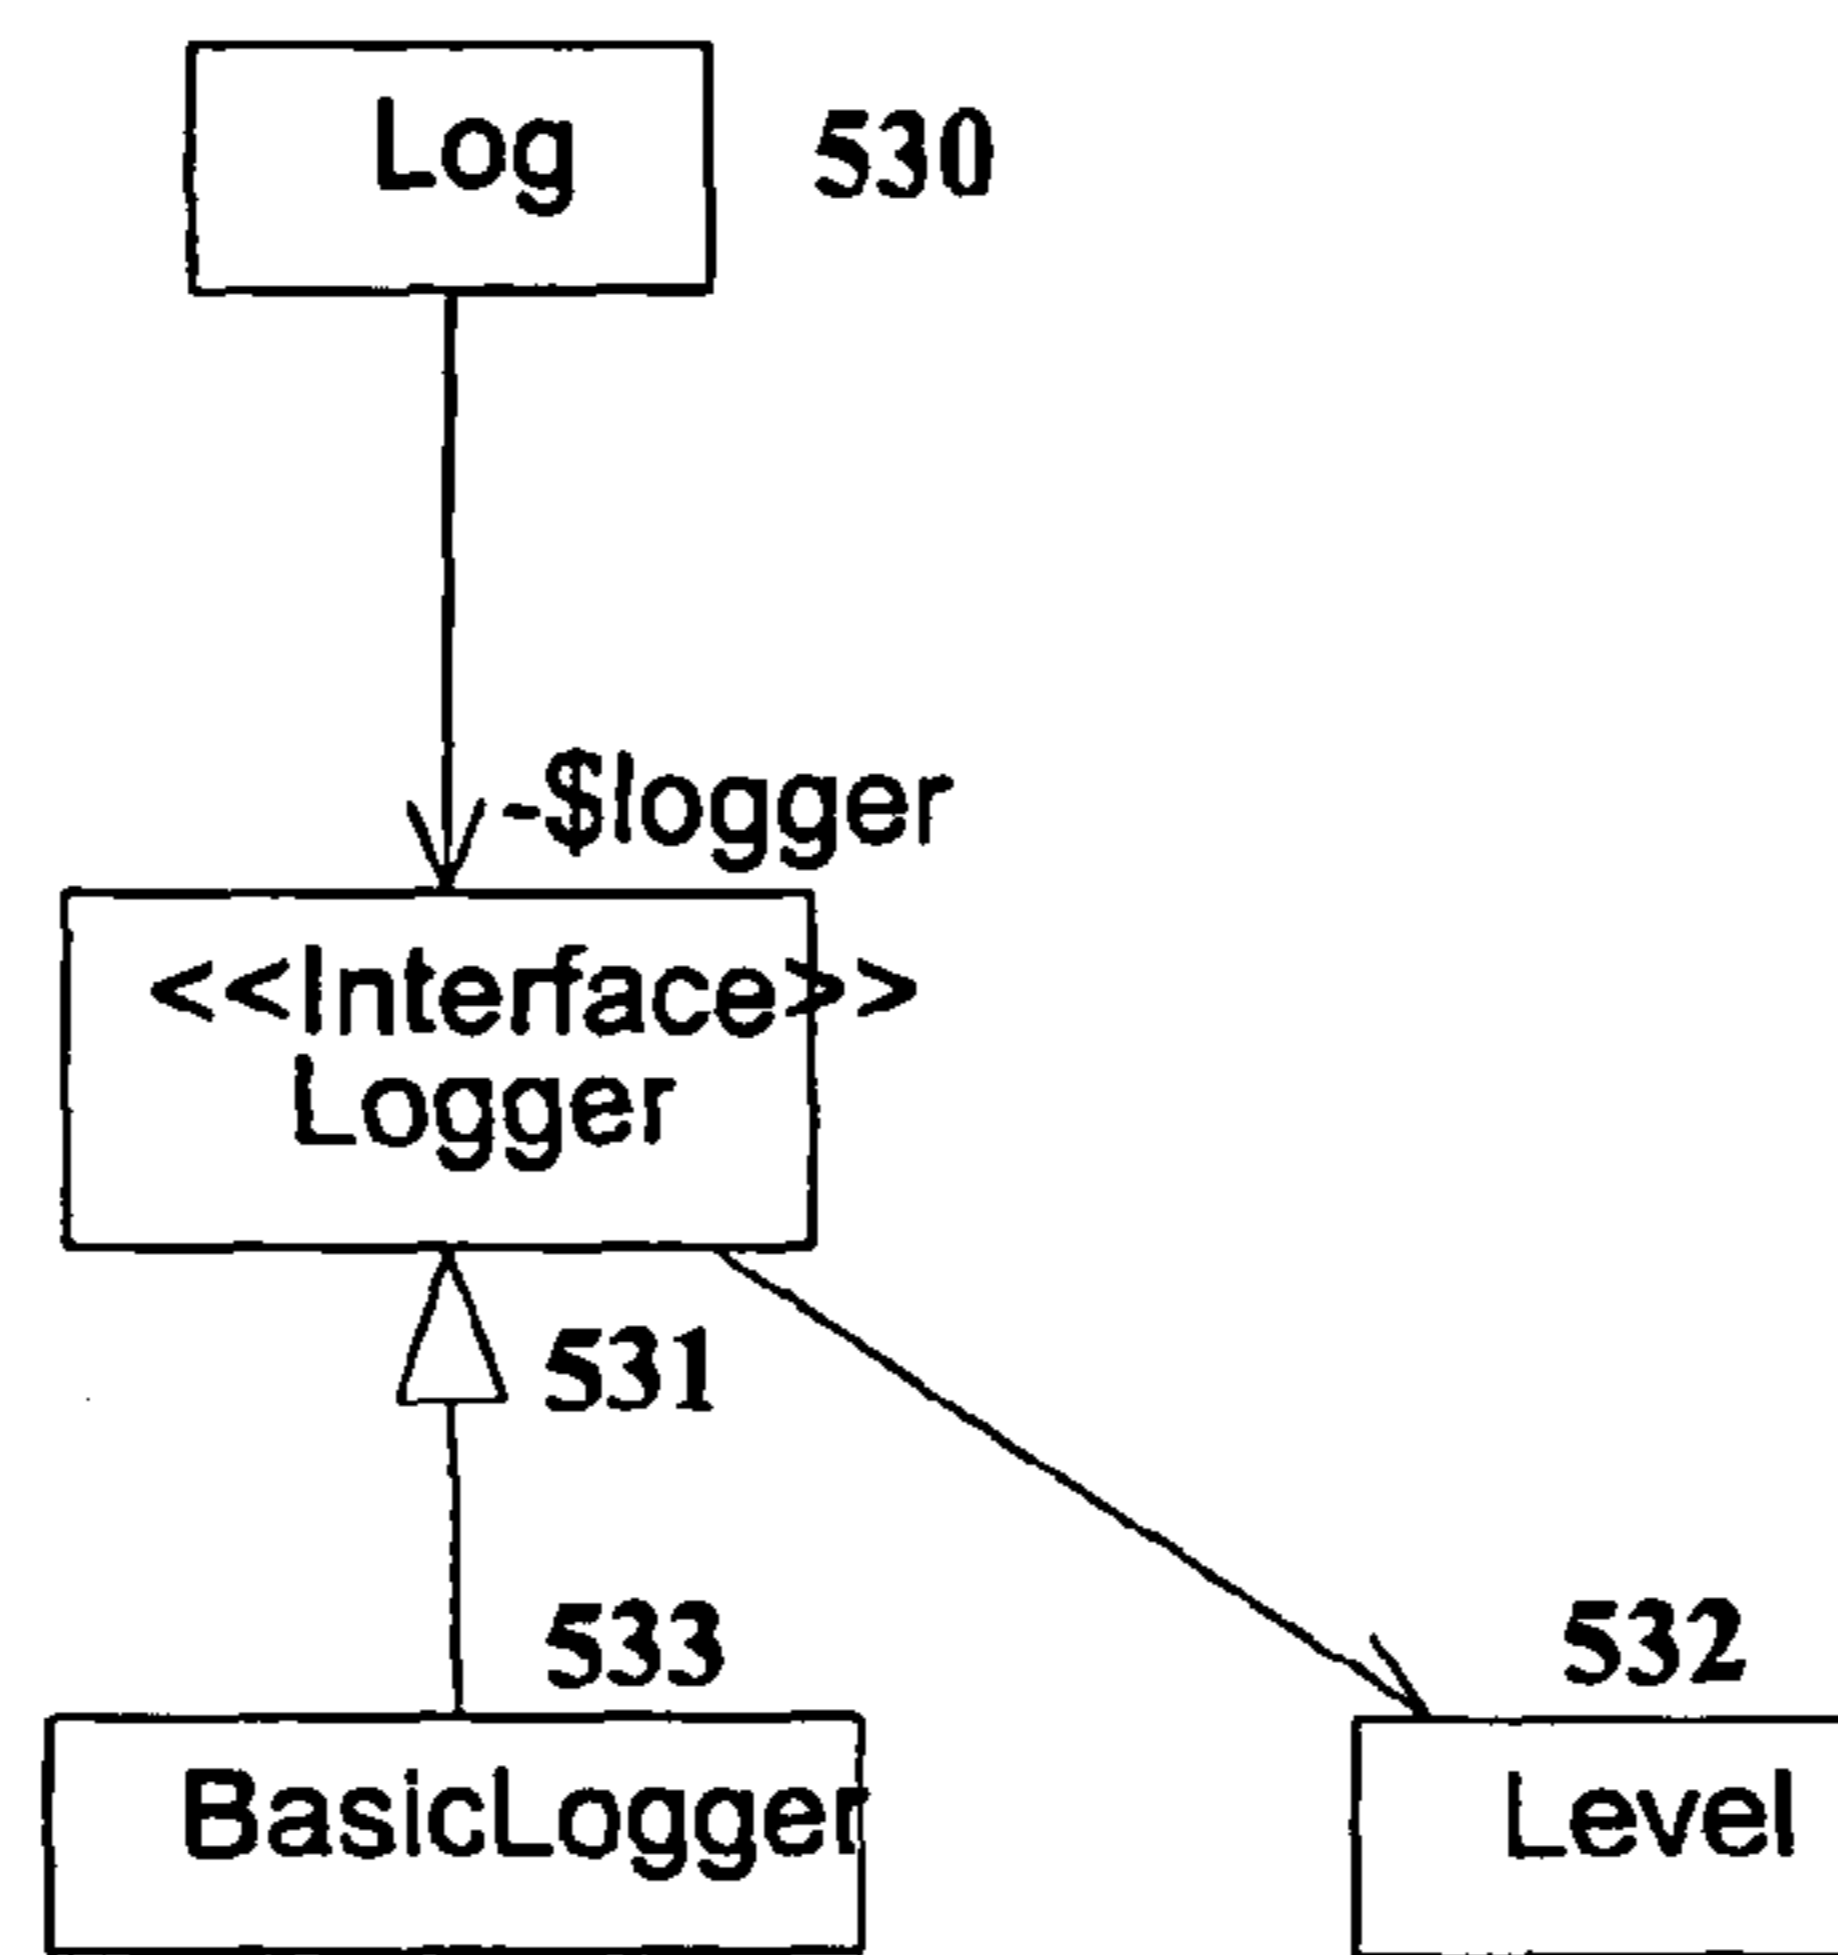 Log
530
-$logger
<<Interface>>
Logger
531
533
532
BasicLogger
Level